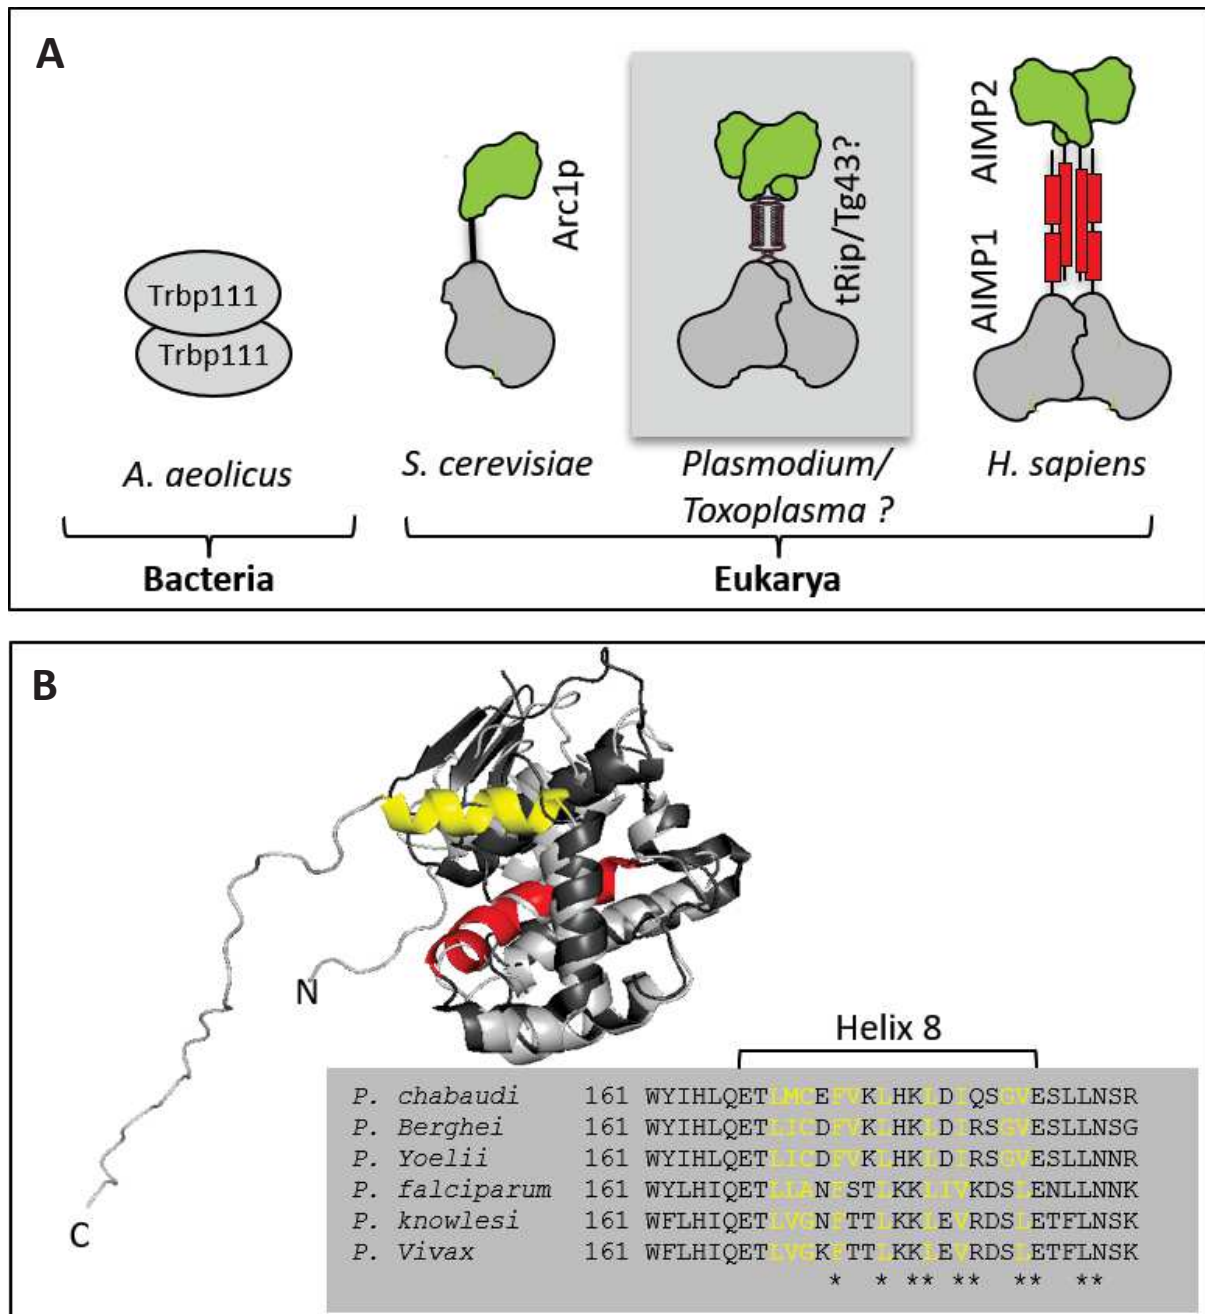 A
Trbp111
Trbp111
Arc1p
tRip/Tg43?
AIMP1 AIMP2
A. aeolicus
S. cerevisiae
Plasmodium/
Toxoplasma ?
H. sapiens
Bacteria
Eukarya
B
N
C
Helix 8
P. chabaudi 161 WYIHLQETLMCEFVKLHKLDIQSGVESLLNSR
P. Berghei 161 WYIHLQETLICDFVKLHKLDIRSGVESLLNSG
P. Yoelii 161 WYIHLQETLICDFVKLHKLDIRSGVESLLNNR
P. falciparum 161 WYLHIQETLLANFSTLKKLIVKDSLENLLNNK
P. knowlesi 161 WFLHIQETLVGNFTTLKKLEVRDSLETFLNSK
P. Vivax 161 WFLHIQETLVGKFTTLKKLEVRDSLETFLNSK
* * ** ** ** **